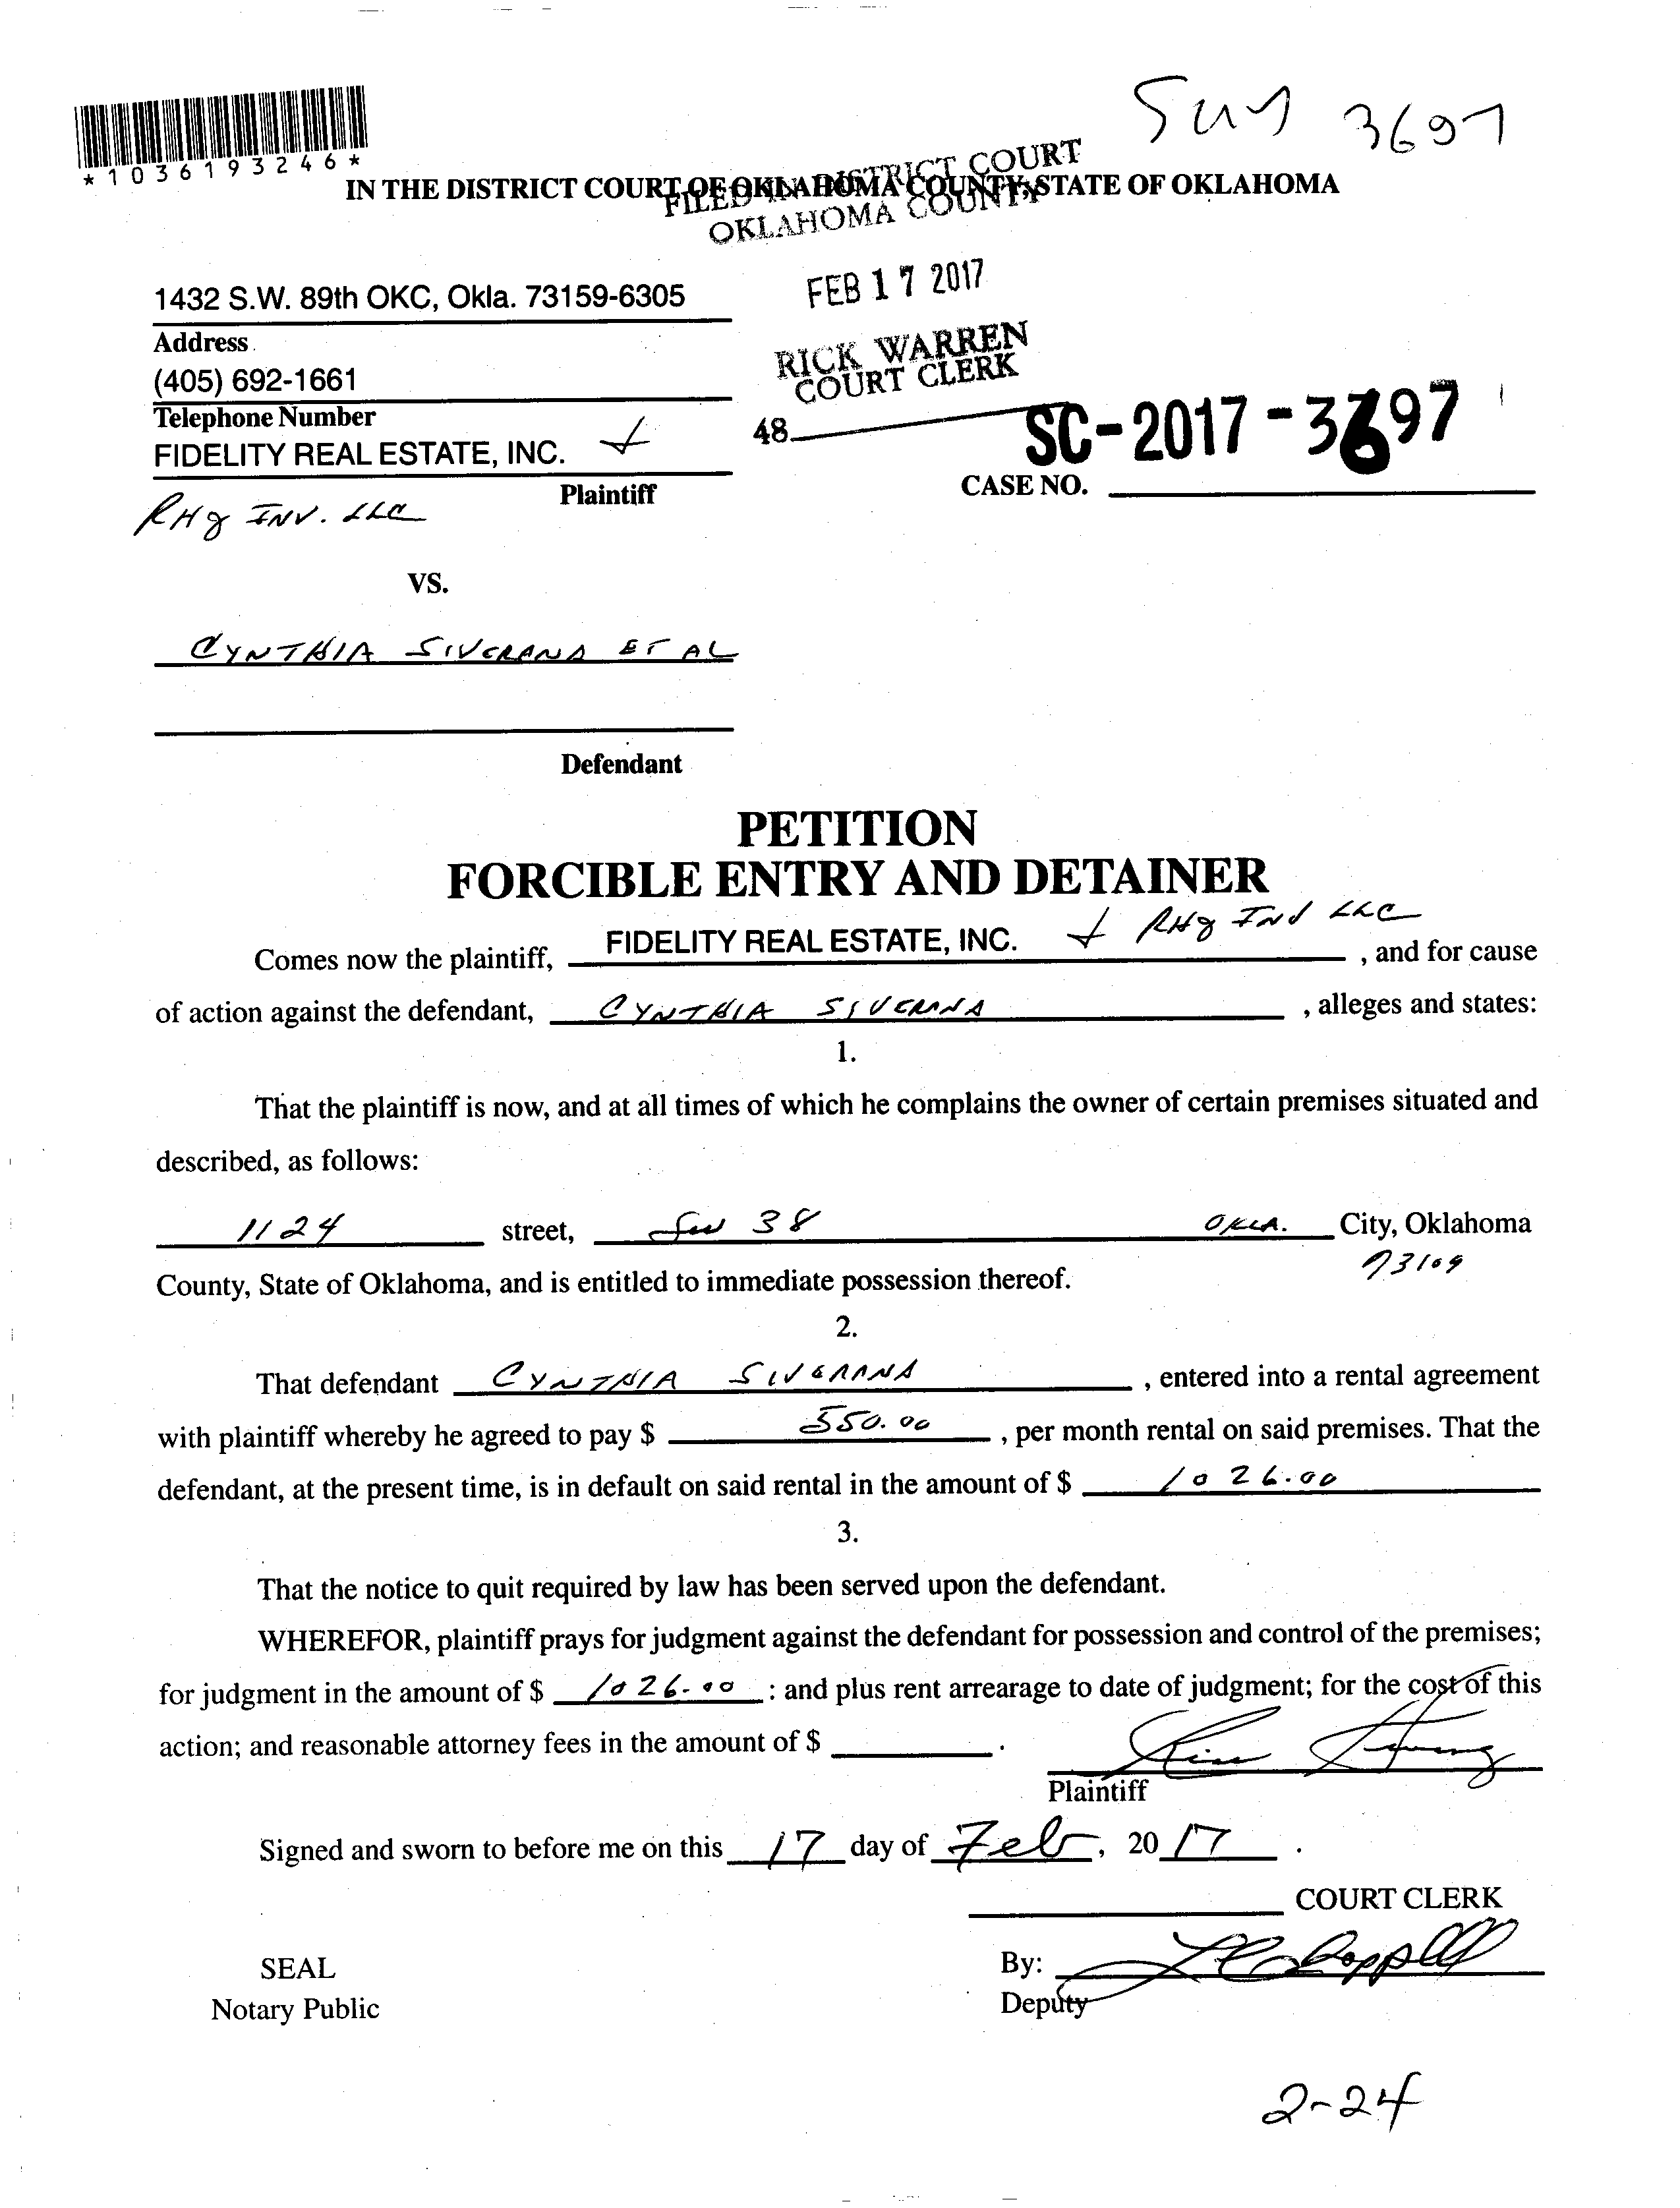 3697
*1036193246*
IN THE DISTRICT COURT OF OKLAHOMA COUNTY, STATE OF OKLAHOMA
FILED IN DISTRICT COURT
OKLAHOMA COUNTY
FEB 17 2017
1432 S.W. 89th OKC, Okla. 73159-6305
Address
(405) 692-1661
RICK WARREN
COURT CLERK
Telephone Number
48
SC-2017-3697
FIDELITY REAL ESTATE, INC. +
CASE NO.
Plaintiff
INV. LLC
VS.
CYNTHIA SIVERANA ET AL
Defendant
PETITION
FORCIBLE ENTRY AND DETAINER
Comes now the plaintiff, FIDELITY REAL ESTATE, INC. + LLC , and for cause
of action against the defendant, CYNTHIA SIVERANA , alleges and states:
1.
That the plaintiff is now, and at all times of which he complains the owner of certain premises situated and
described, as follows:
1124 street, SW 38 OKLA. City, Oklahoma
73109
County, State of Oklahoma, and is entitled to immediate possession thereof.
2.
That defendant CYNTHIA SIVERANA , entered into a rental agreement
with plaintiff whereby he agreed to pay $ 550.00 , per month rental on said premises. That the
defendant, at the present time, is in default on said rental in the amount of $ 1026.00
3.
That the notice to quit required by law has been served upon the defendant.
WHEREFOR, plaintiff prays for judgment against the defendant for possession and control of the premises;
for judgment in the amount of $ 1026.00 : and plus rent arrearage to date of judgment; for the cost of this
action; and reasonable attorney fees in the amount of $ .
Plaintiff
Signed and sworn to before me on this 17 day of Feb , 20 17 .
COURT CLERK
SEAL
By:
Notary Public
Deputy
2-24